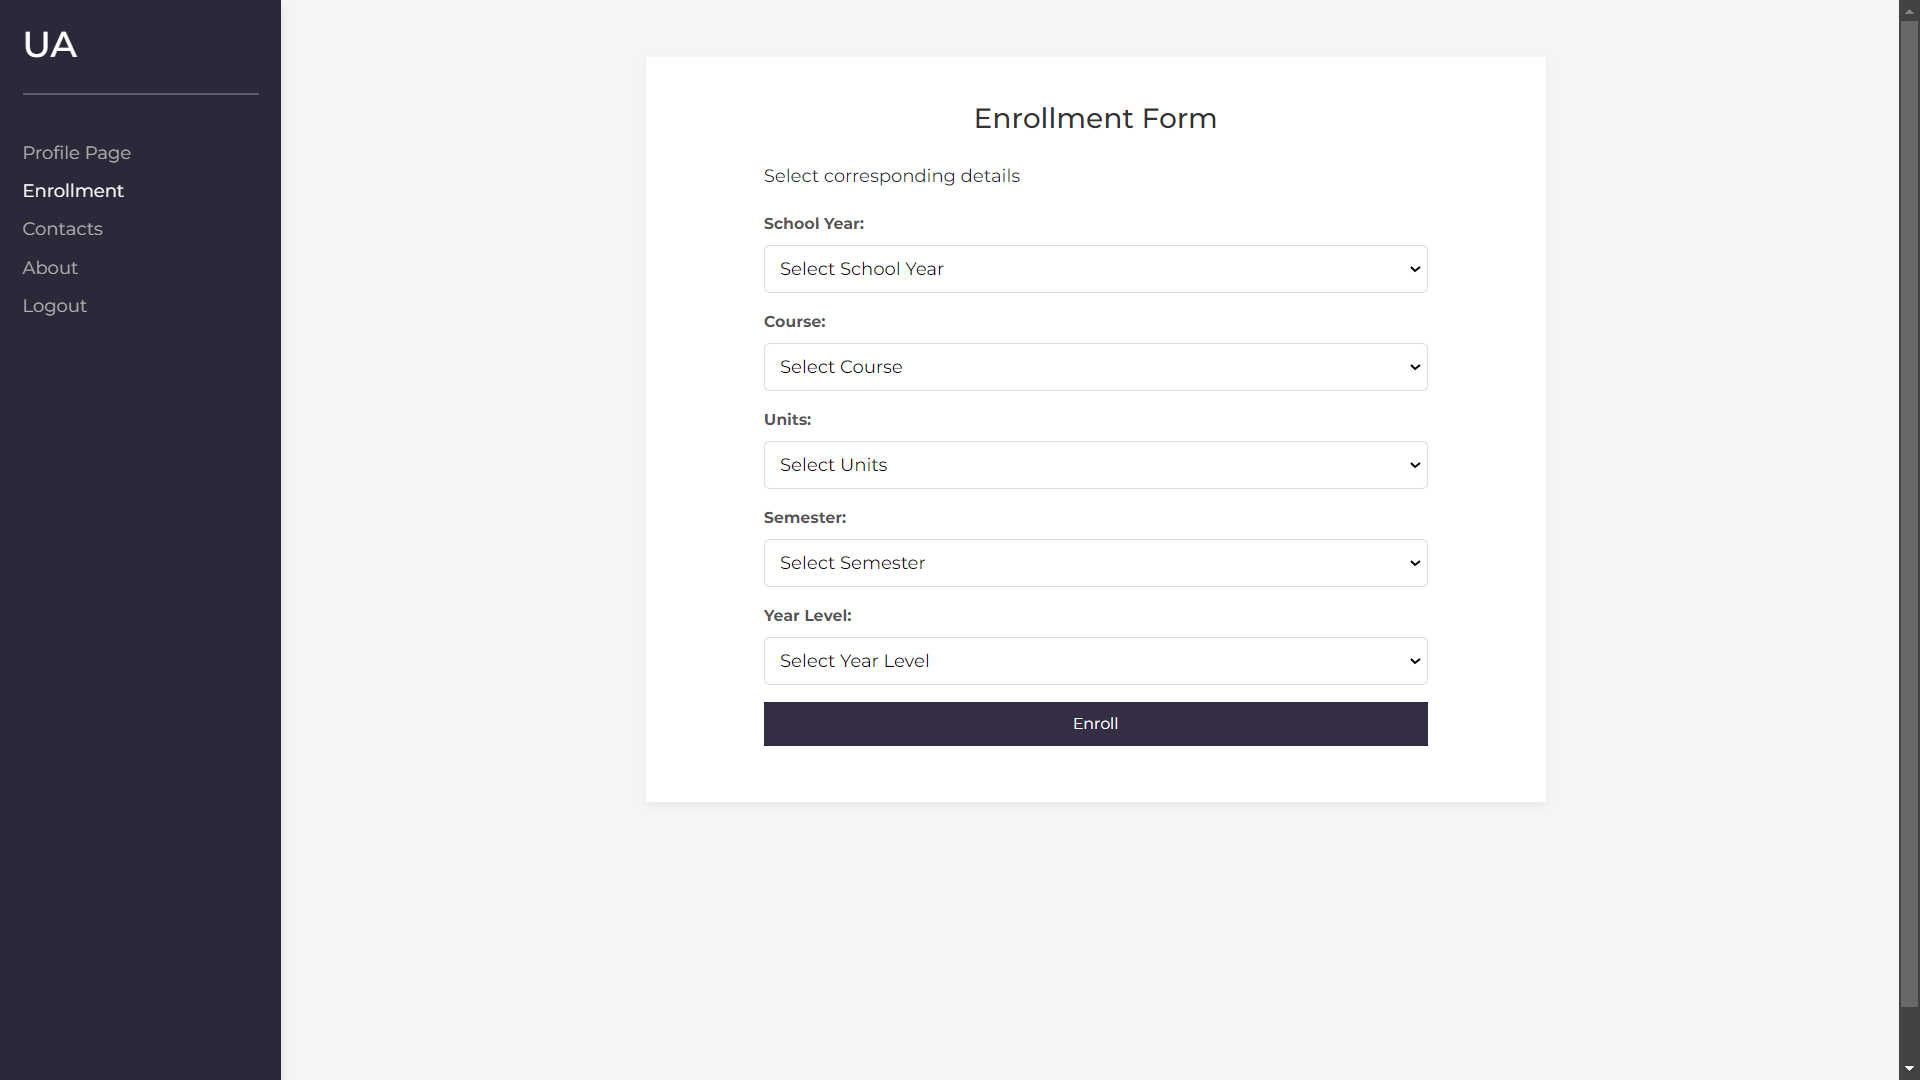 UA
Profile Page
Enrollment
Contacts
About
Logout
Enrollment Form
Select corresponding details
School Year:
Select School Year
Course:
Select Course
Units:
Select Units
Semester:
Select Semester
Year Level:
Select Year Level
Enroll